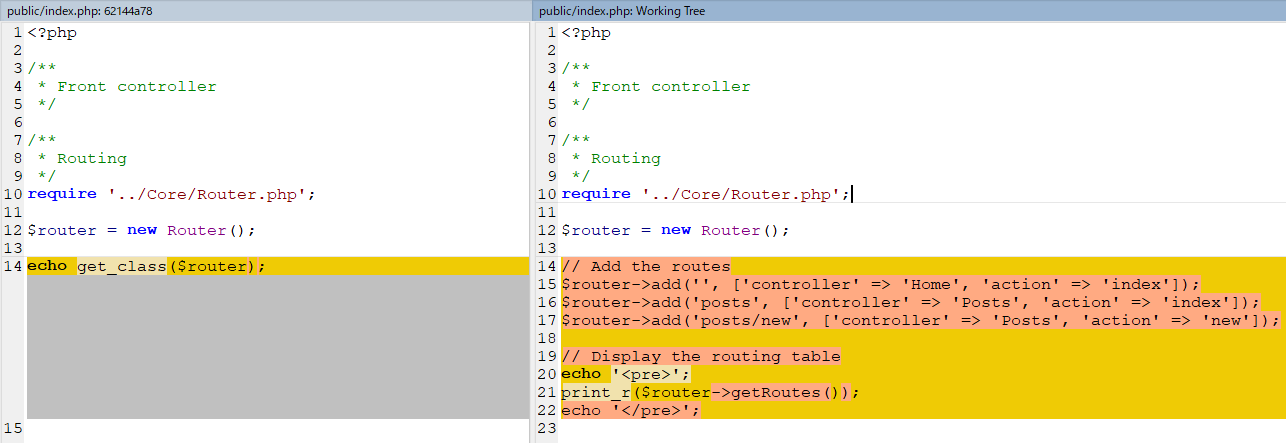 public/index.php: 62144a78
1 <?php
2
3 /**
4  * Front controller
5  */
6
7 /**
8  * Routing
9  */
10 require '../Core/Router.php';
11
12 $router = new Router();
13
14 echo get_class($router);
15
public/index.php: Working Tree
1 <?php
2
3 /**
4  * Front controller
5  */
6
7 /**
8  * Routing
9  */
10 require '../Core/Router.php';
11
12 $router = new Router();
13
14 // Add the routes
15 $router->add('', ['controller' => 'Home', 'action' => 'index']);
16 $router->add('posts', ['controller' => 'Posts', 'action' => 'index']);
17 $router->add('posts/new', ['controller' => 'Posts', 'action' => 'new']);
18
19 // Display the routing table
20 echo '<pre>';
21 print_r($router->getRoutes());
22 echo '</pre>';
23